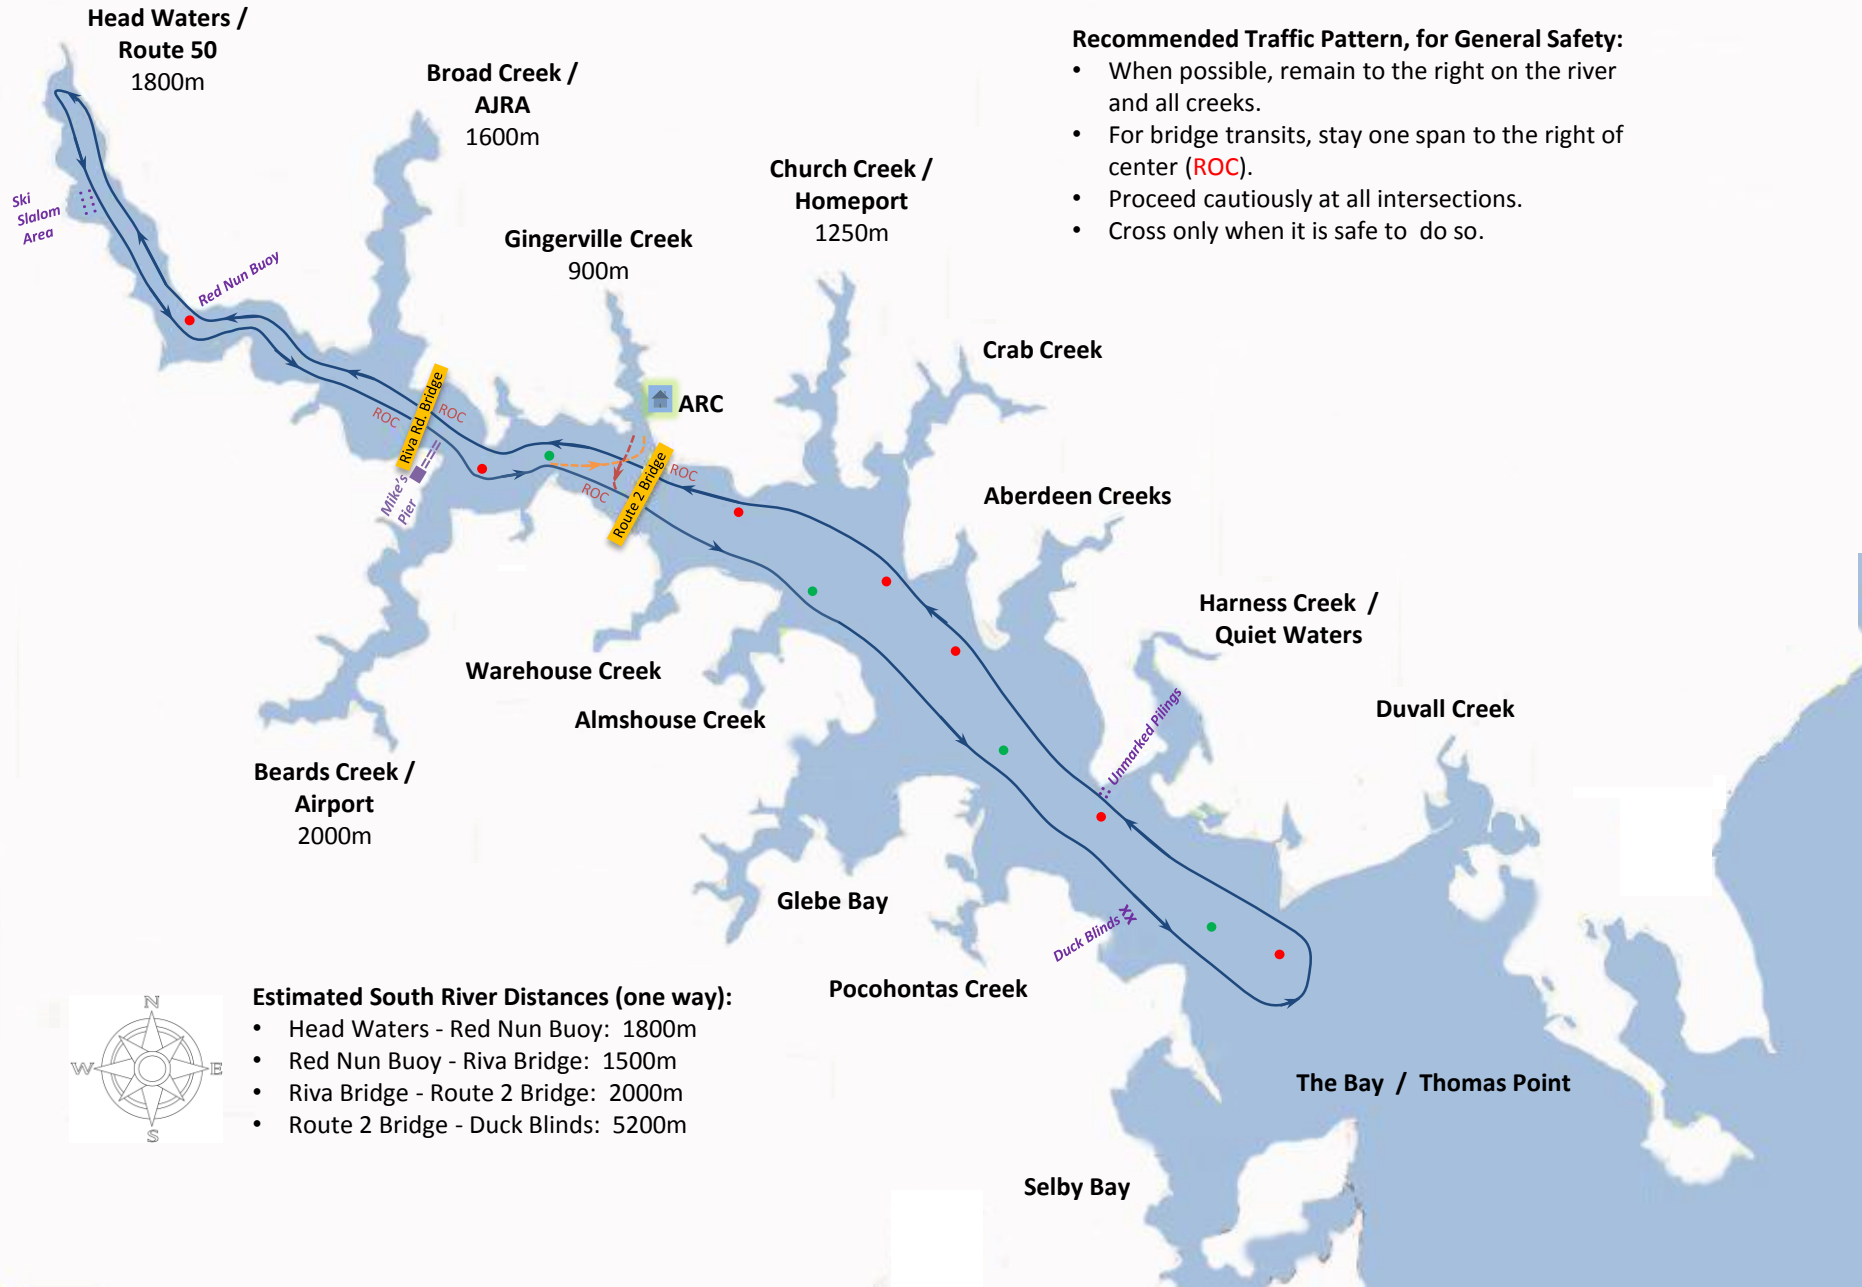 Head Waters /
Route 50
1800m
Broad Creek /
AJRA
1600m
Recommended Traffic Pattern, for General Safety:
• When possible, remain to the right on the river
and all creeks.
• For bridge transits, stay one span to the right of
center (ROC).
• Proceed cautiously at all intersections.
• Cross only when it is safe to do so.
Church Creek /
Homeport
1250m
Gingerville Creek
900m
Ski
Slalom
Area
Red Nun Buoy
Crab Creek
ARC
Riva Rd. Bridge
ROC
ROC
Route 2 Bridge
ROC
ROC
Mike's
Pier
Aberdeen Creeks
Harness Creek /
Quiet Waters
Warehouse Creek
Almshouse Creek
Unmarked Pilings
Duvall Creek
Beards Creek /
Airport
2000m
Glebe Bay
Duck Blinds XX
Pocohontas Creek
N
W
E
S
Estimated South River Distances (one way):
• Head Waters - Red Nun Buoy: 1800m
• Red Nun Buoy - Riva Bridge: 1500m
• Riva Bridge - Route 2 Bridge: 2000m
• Route 2 Bridge - Duck Blinds: 5200m
The Bay / Thomas Point
Selby Bay